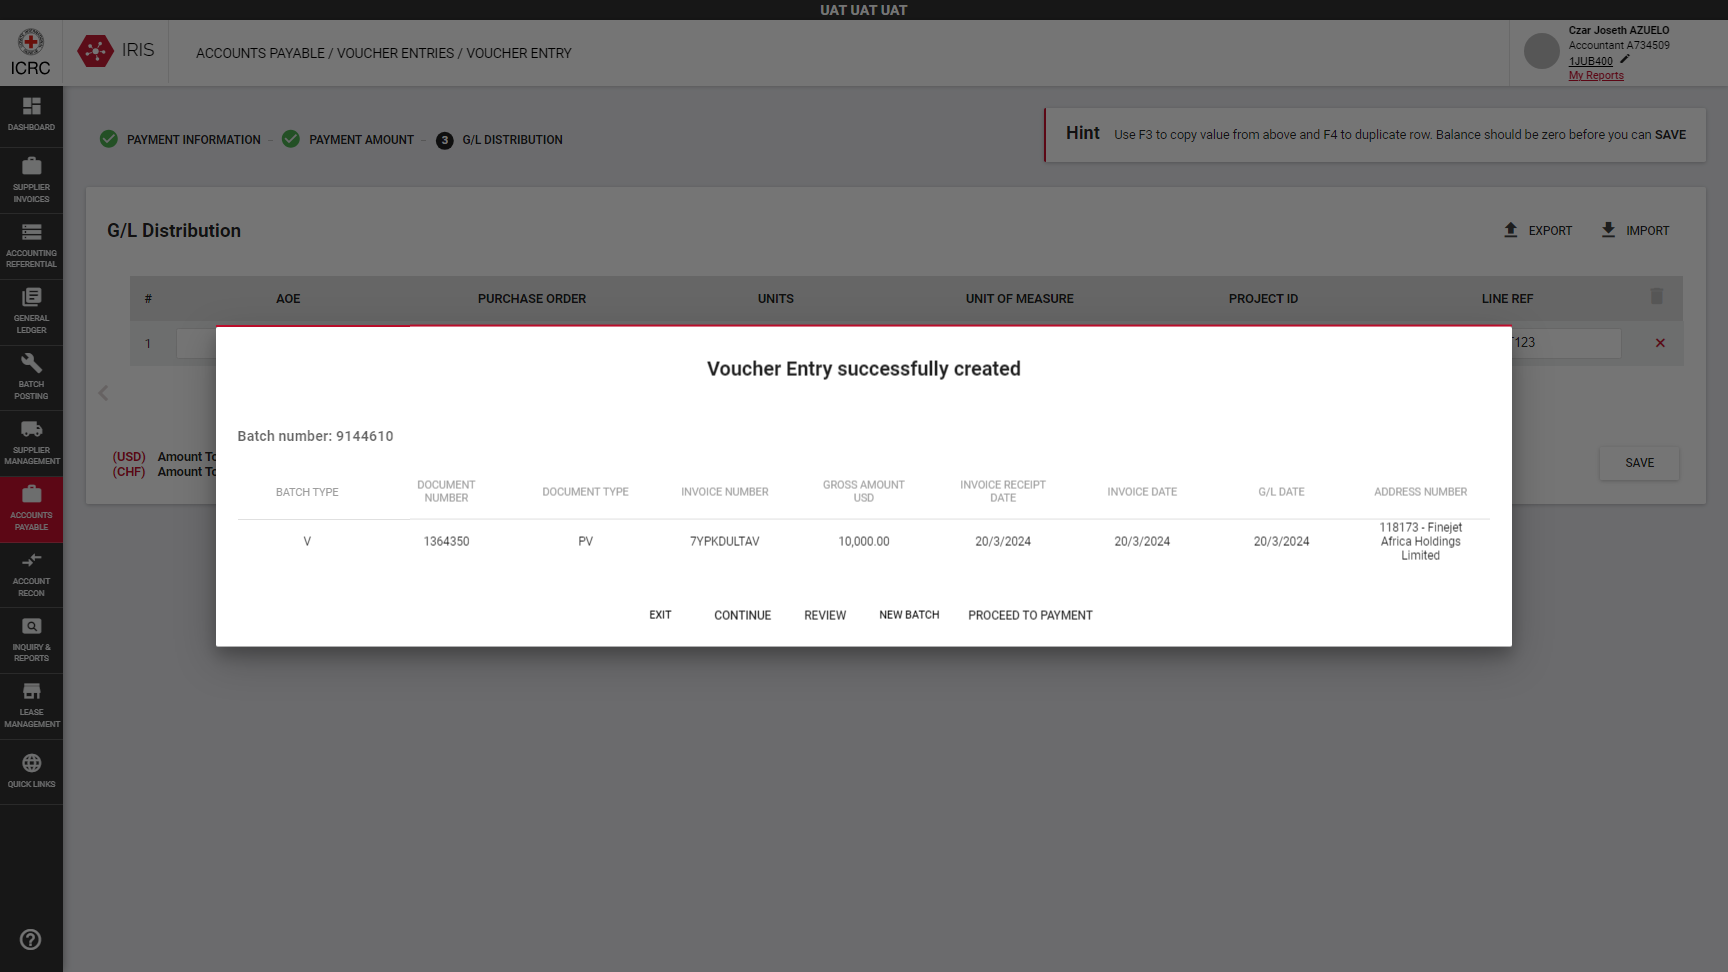 UAT UAT UAT
ICRC
IRIS
ACCOUNTS PAYABLE / VOUCHER ENTRIES / VOUCHER ENTRY
Czar Joseth AZUELO
Accountant A734509
1JUB400
My Reports
DASHBOARD
SUPPLIER
INVOICES
ACCOUNTING
REFERENTIAL
GENERAL
LEDGER
BATCH
POSTING
SUPPLIER
MANAGEMENT
ACCOUNTS
PAYABLE
ACCOUNT
RECON
INQUIRY &
REPORTS
LEASE
MANAGEMENT
QUICK LINKS
PAYMENT INFORMATION - PAYMENT AMOUNT - 3 G/L DISTRIBUTION
Hint Use F3 to copy value from above and F4 to duplicate row. Balance should be zero before you can SAVE
G/L Distribution
EXPORT IMPORT
# AOE PURCHASE ORDER UNITS UNIT OF MEASURE PROJECT ID LINE REF
1 123
(USD) Amount To
(CHF) Amount To
SAVE
Voucher Entry successfully created
Batch number: 9144610
BATCH TYPE DOCUMENT NUMBER DOCUMENT TYPE INVOICE NUMBER GROSS AMOUNT USD INVOICE RECEIPT DATE INVOICE DATE G/L DATE ADDRESS NUMBER
V 1364350 PV 7YPKDULTAV 10,000.00 20/3/2024 20/3/2024 20/3/2024 118173 - Finejet Africa Holdings Limited
EXIT CONTINUE REVIEW NEW BATCH PROCEED TO PAYMENT